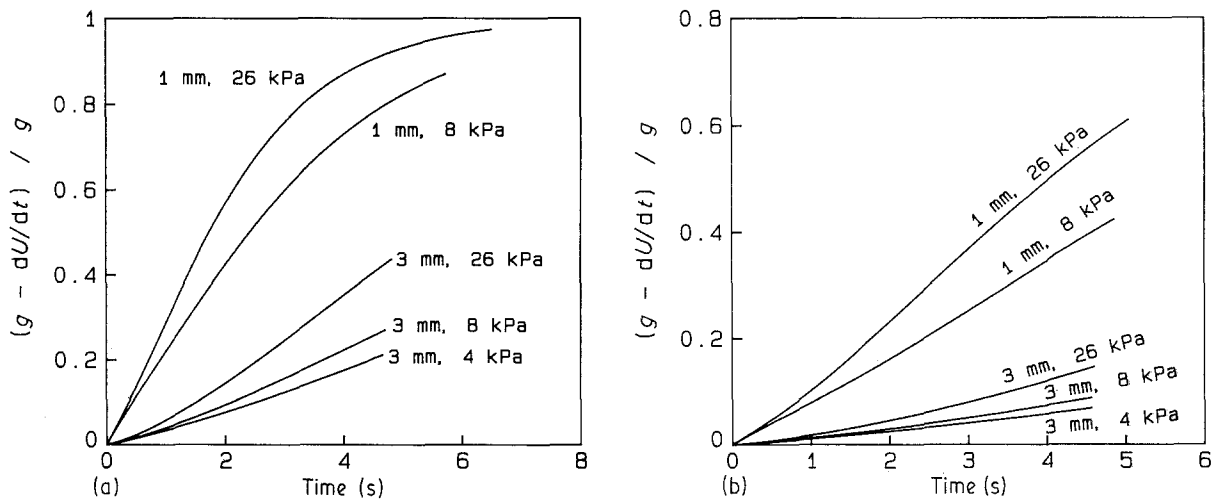 (g - dU/dt) / g
1
0.8
0.6
0.4
0.2
0
1 mm, 26 kPa
1 mm, 8 kPa
3 mm, 26 kPa
3 mm, 8 kPa
3 mm, 4 kPa
0 2 4 6 8
(a) Time (s)
(g - dU/dt) / g
0.8
0.6
0.4
0.2
0
1 mm, 26 kPa
1 mm, 8 kPa
3 mm, 26 kPa
3 mm, 8 kPa
3 mm, 4 kPa
0 1 2 3 4 5 6
(b) Time (s)